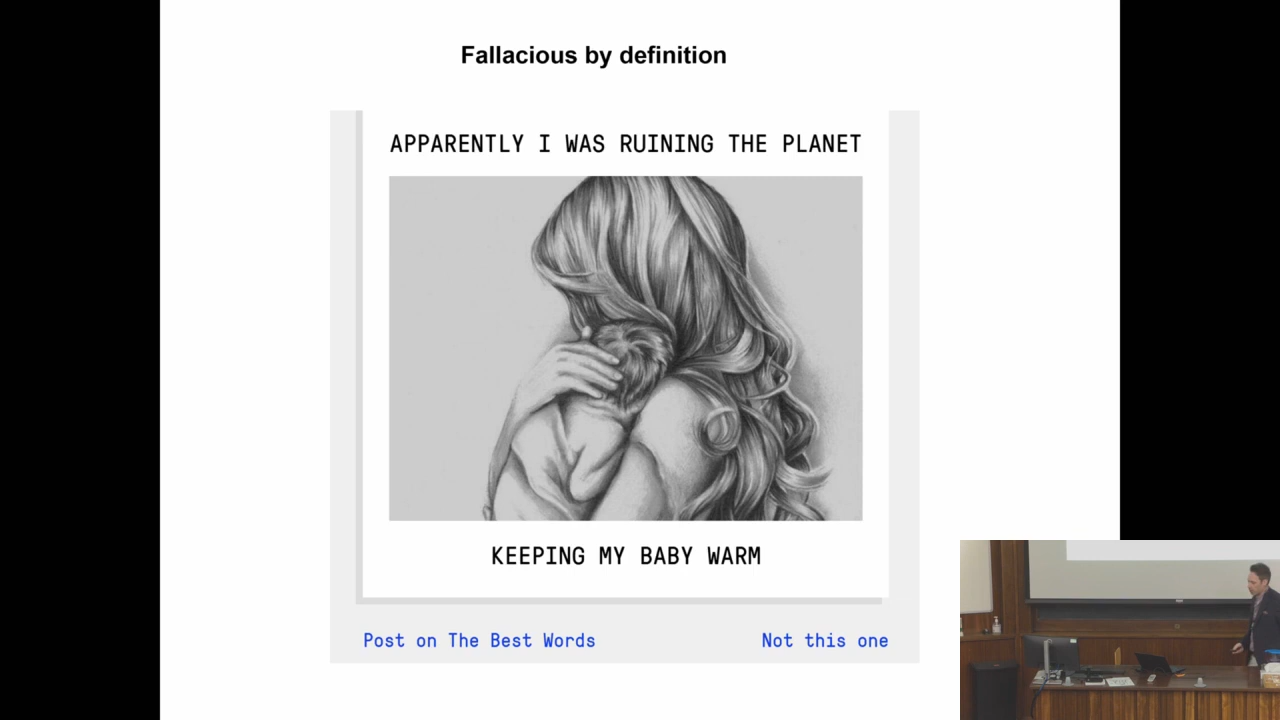 Fallacious by definition
APPARENTLY I WAS RUINING THE PLANET
KEEPING MY BABY WARM
Post on The Best Words
Not this one